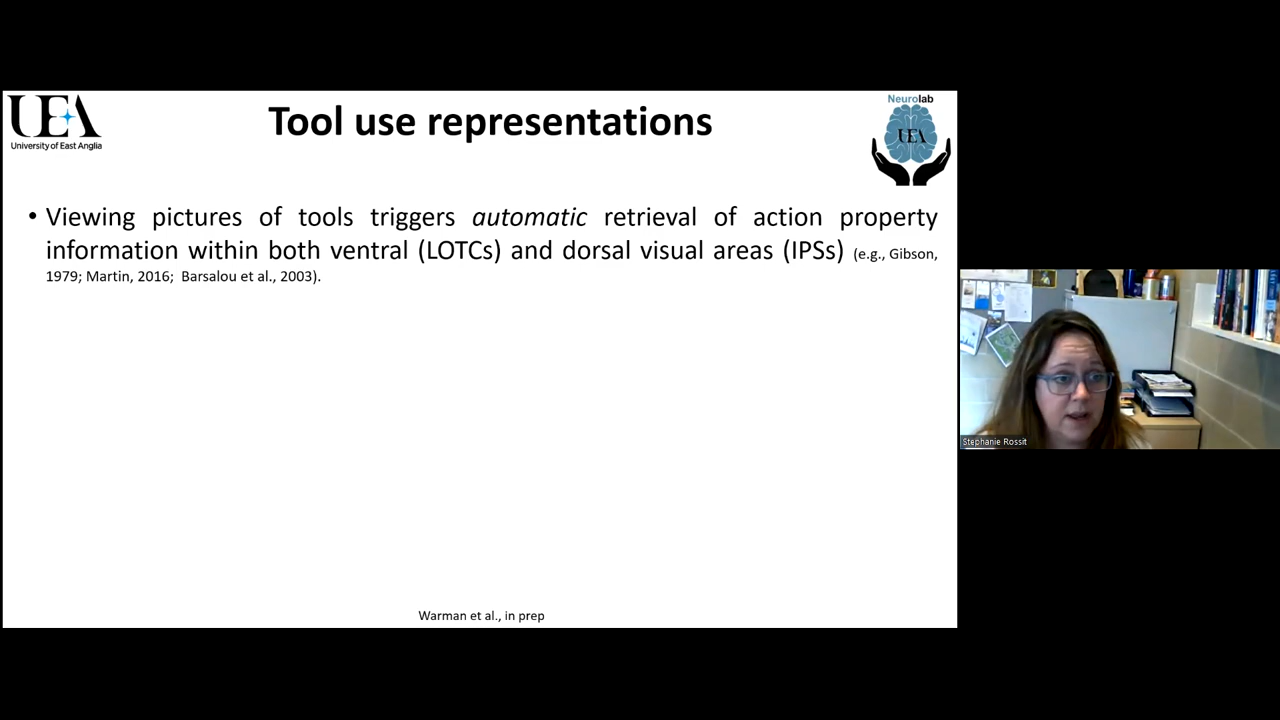 UEA
University of East Anglia
Tool use representations
Neurolab
UEA
• Viewing pictures of tools triggers automatic retrieval of action property
information within both ventral (LOTCs) and dorsal visual areas (IPSs) (e.g., Gibson,
1979; Martin, 2016; Barsalou et al., 2003).
Stephanie Rossit
Warman et al., in prep